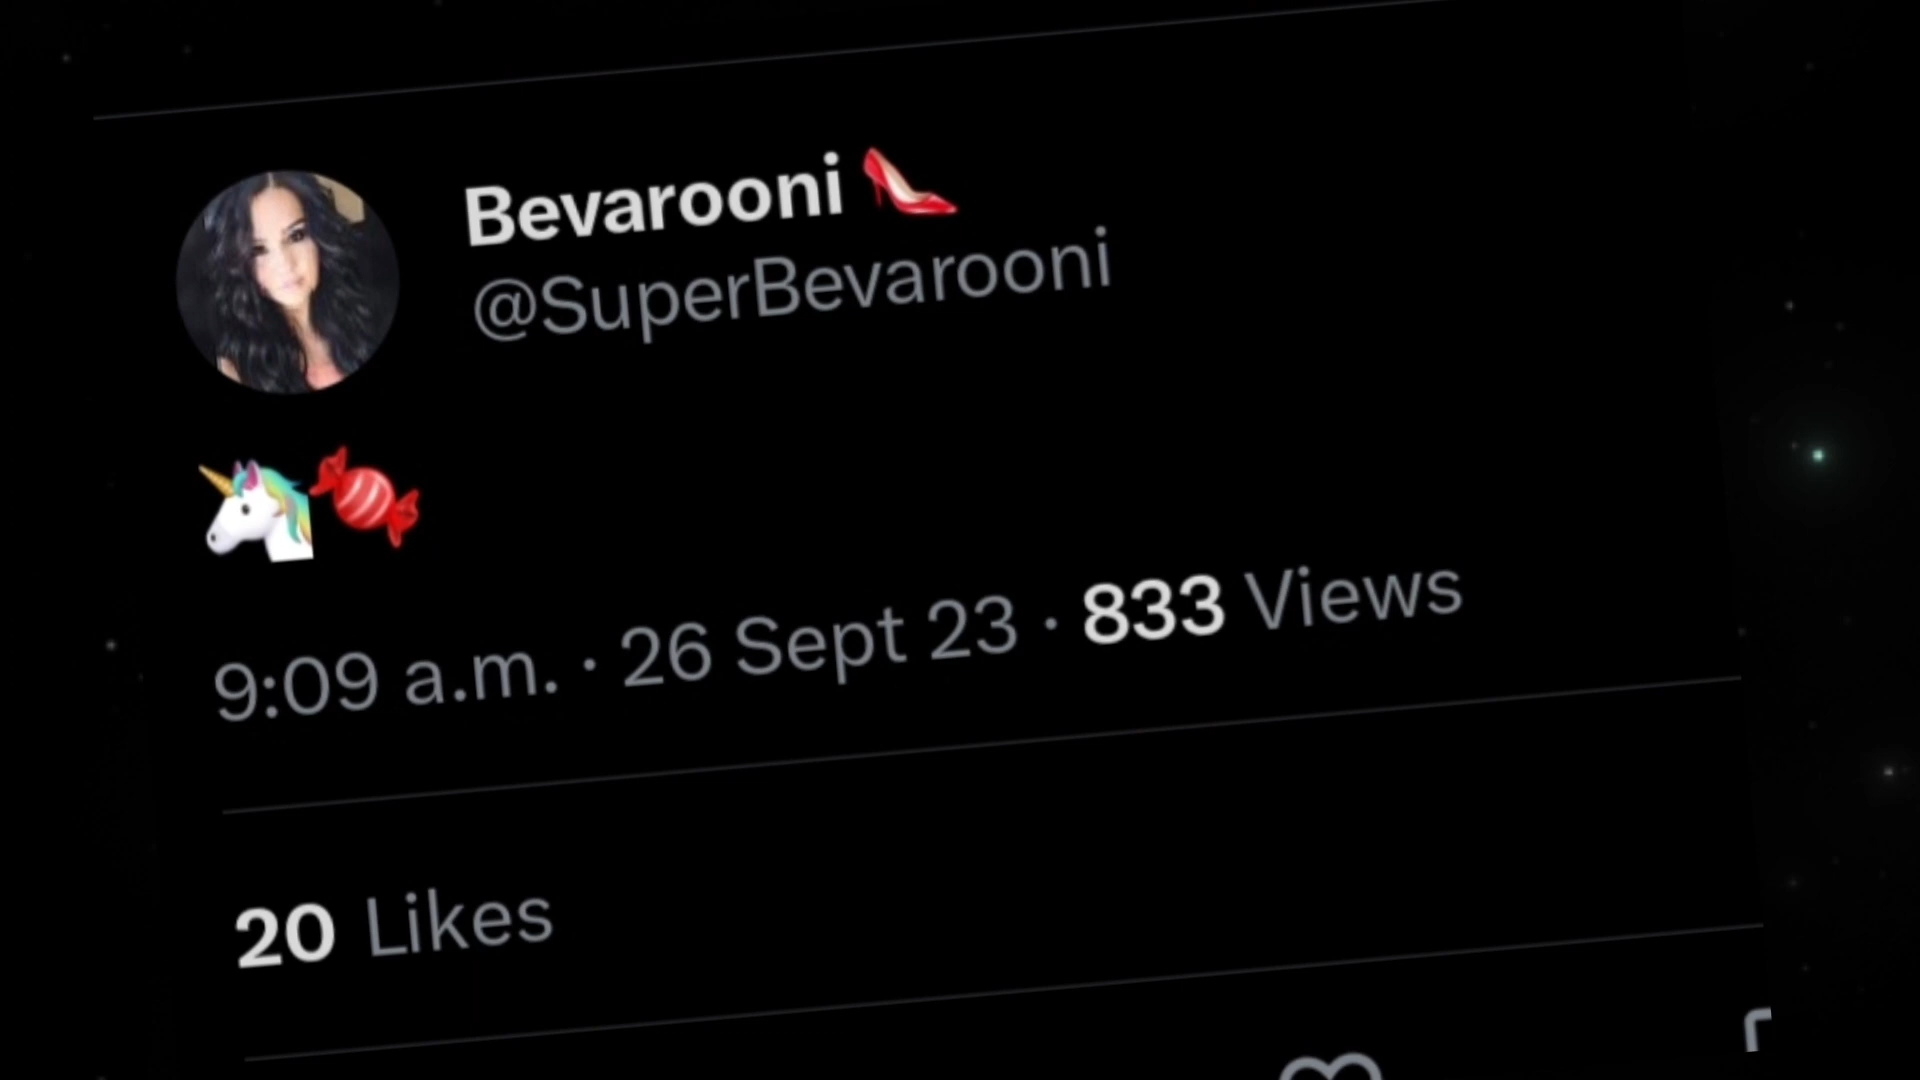 Bevarooni 👠
@SuperBevarooni
🦄🍬
9:09 a.m. · 26 Sept 23 · 833 Views
20 Likes